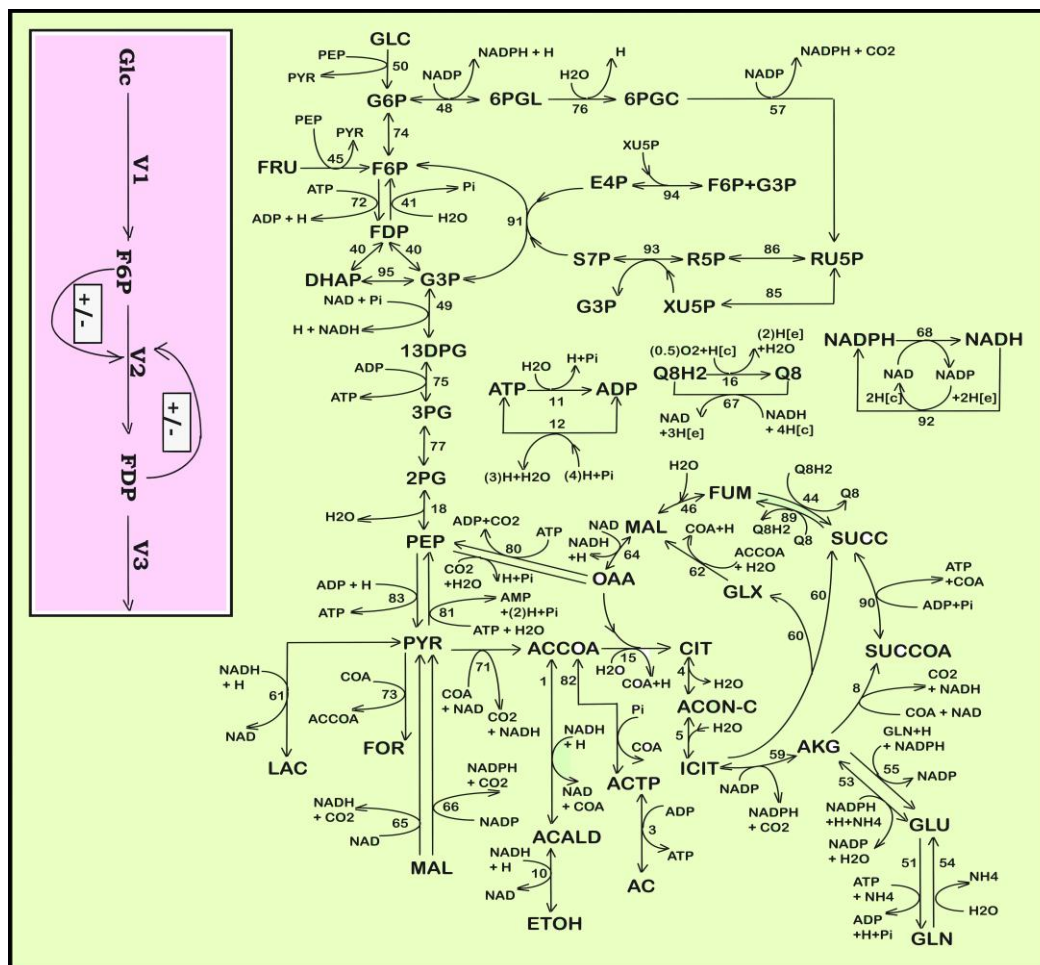 Glc
V1
F6P
+/-
V2
+/-
FDP
V3
GLC
PEP
50
PYR
NADPH + H
NADP
H
H2O
NADPH + CO2
NADP
G6P
48
6PGL
76
6PGC
57
PEP
PYR
74
45
FRU
F6P
XU5P
E4P
94
F6P+G3P
ATP
72
41
Pi
ADP + H
H2O
91
FDP
40
40
DHAP
95
G3P
S7P
93
R5P
86
RU5P
G3P
XU5P
85
NAD + Pi
49
H + NADH
13DPG
ADP
75
ATP
3PG
77
2PG
18
H2O
PEP
H2O
H+Pi
ATP
11
ADP
12
(3)H+H2O
(4)H+Pi
(0.5)O2+H[c]
(2)H[e]
+H2O
Q8H2
16
Q8
67
NAD
+3H[e]
NADH
+ 4H[c]
NADPH
68
NADH
NAD
NADP
2H[c]
+2H[e]
92
ADP+CO2
ATP
80
CO2
+H2O
H+Pi
OAA
NAD
NADH
+H
64
MAL
H2O
46
FUM
Q8H2
44
Q8
89
Q8H2
Q8
SUCC
COA+H
ACCOA
+ H2O
62
GLX
60
60
ATP
+COA
90
ADP+Pi
SUCCOA
ADP + H
83
ATP
81
AMP
+(2)H+Pi
ATP + H2O
PYR
71
COA
+ NAD
CO2
+ NADH
ACCOA
15
H2O
COA+H
CIT
4
H2O
ACON-C
5
H2O
ICIT
59
NADP
NADPH
+ CO2
AKG
8
CO2
+ NADH
COA + NAD
GLN+H
+ NADPH
55
NADP
53
NADPH
+H+NH4
NADP
+ H2O
GLU
51
54
ATP
+ NH4
ADP
+H+Pi
NH4
H2O
GLN
NADH
+ H
61
NAD
LAC
COA
73
ACCOA
FOR
NADH
+ CO2
65
NAD
66
NADPH
+ CO2
NADP
MAL
1
82
NADH
+ H
NAD
+ COA
Pi
COA
ACTP
ADP
3
ATP
AC
ACALD
NADH
+ H
10
NAD
ETOH